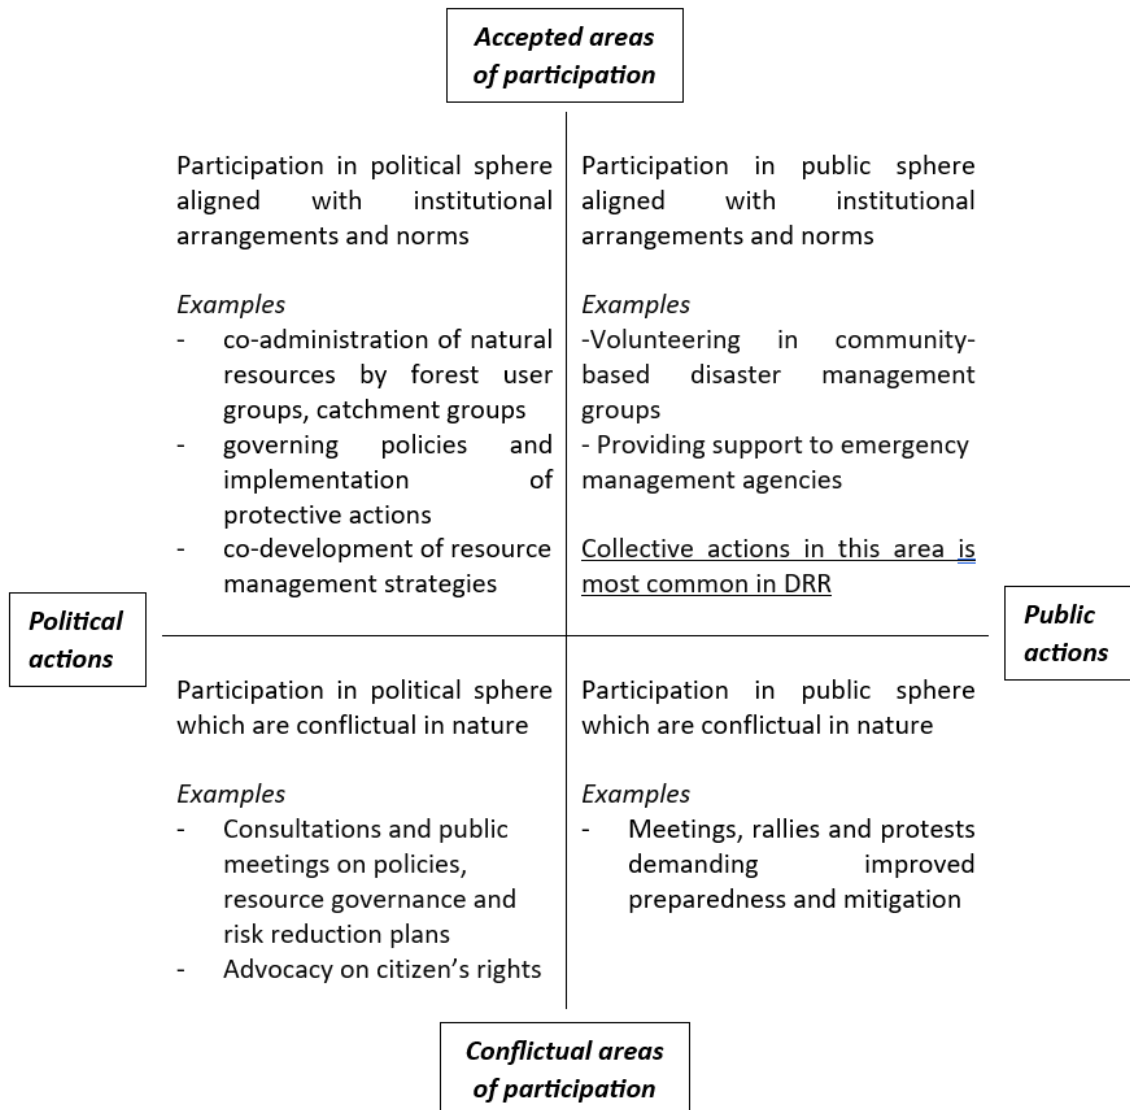 Accepted areas
of participation
Participation in political sphere
aligned with institutional
arrangements and norms
Examples
- co-administration of natural
resources by forest user
groups, catchment groups
- governing policies and
implementation of
protective actions
- co-development of resource
management strategies
Participation in public sphere
aligned with institutional
arrangements and norms
Examples
-Volunteering in community-
based disaster management
groups
- Providing support to emergency
management agencies
Collective actions in this area is
most common in DRR
Political
actions
Public
actions
Participation in political sphere
which are conflictual in nature
Examples
- Consultations and public
meetings on policies,
resource governance and
risk reduction plans
- Advocacy on citizen’s rights
Participation in public sphere
which are conflictual in nature
Examples
- Meetings, rallies and protests
demanding improved
preparedness and mitigation
Conflictual areas
of participation